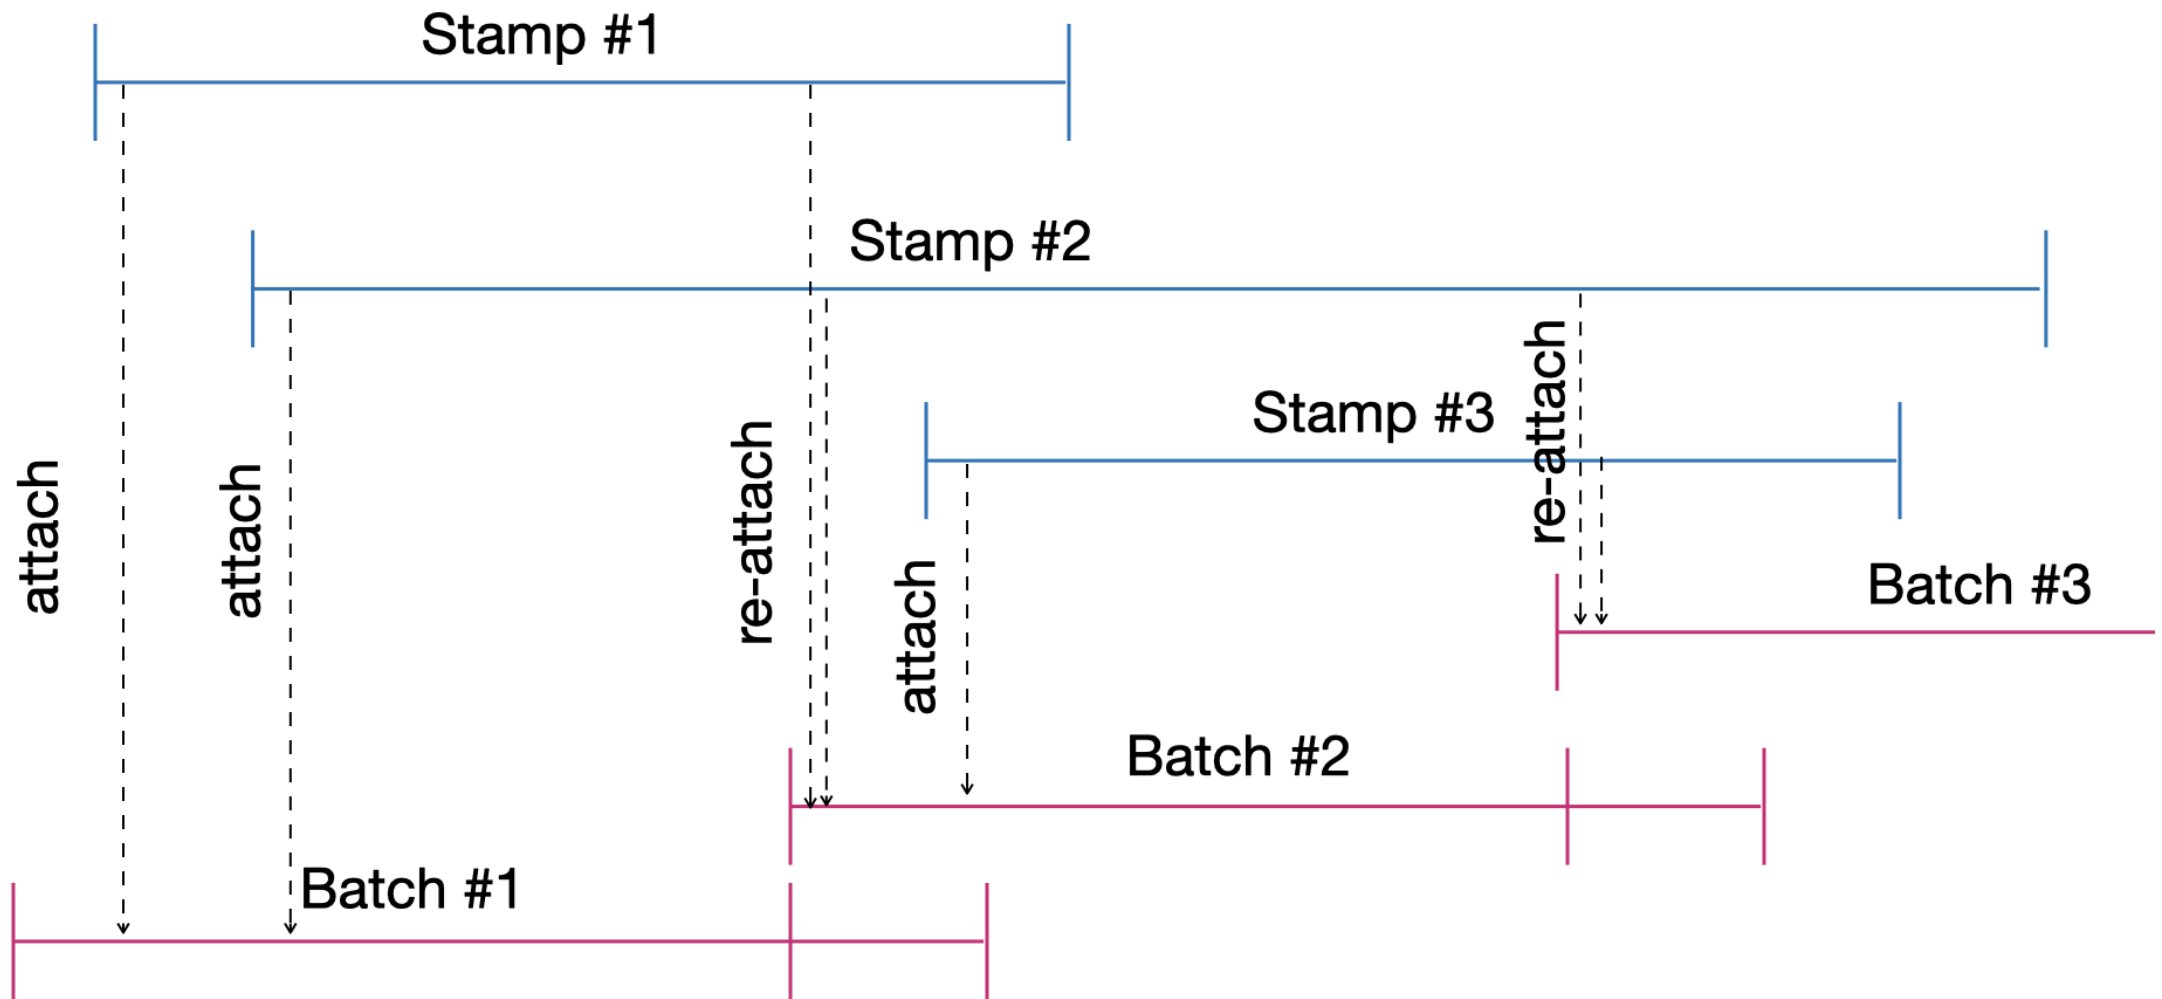 Stamp #1
Stamp #2
Stamp #3
attach
attach
re-attach
attach
re-attach
Batch #3
Batch #2
Batch #1